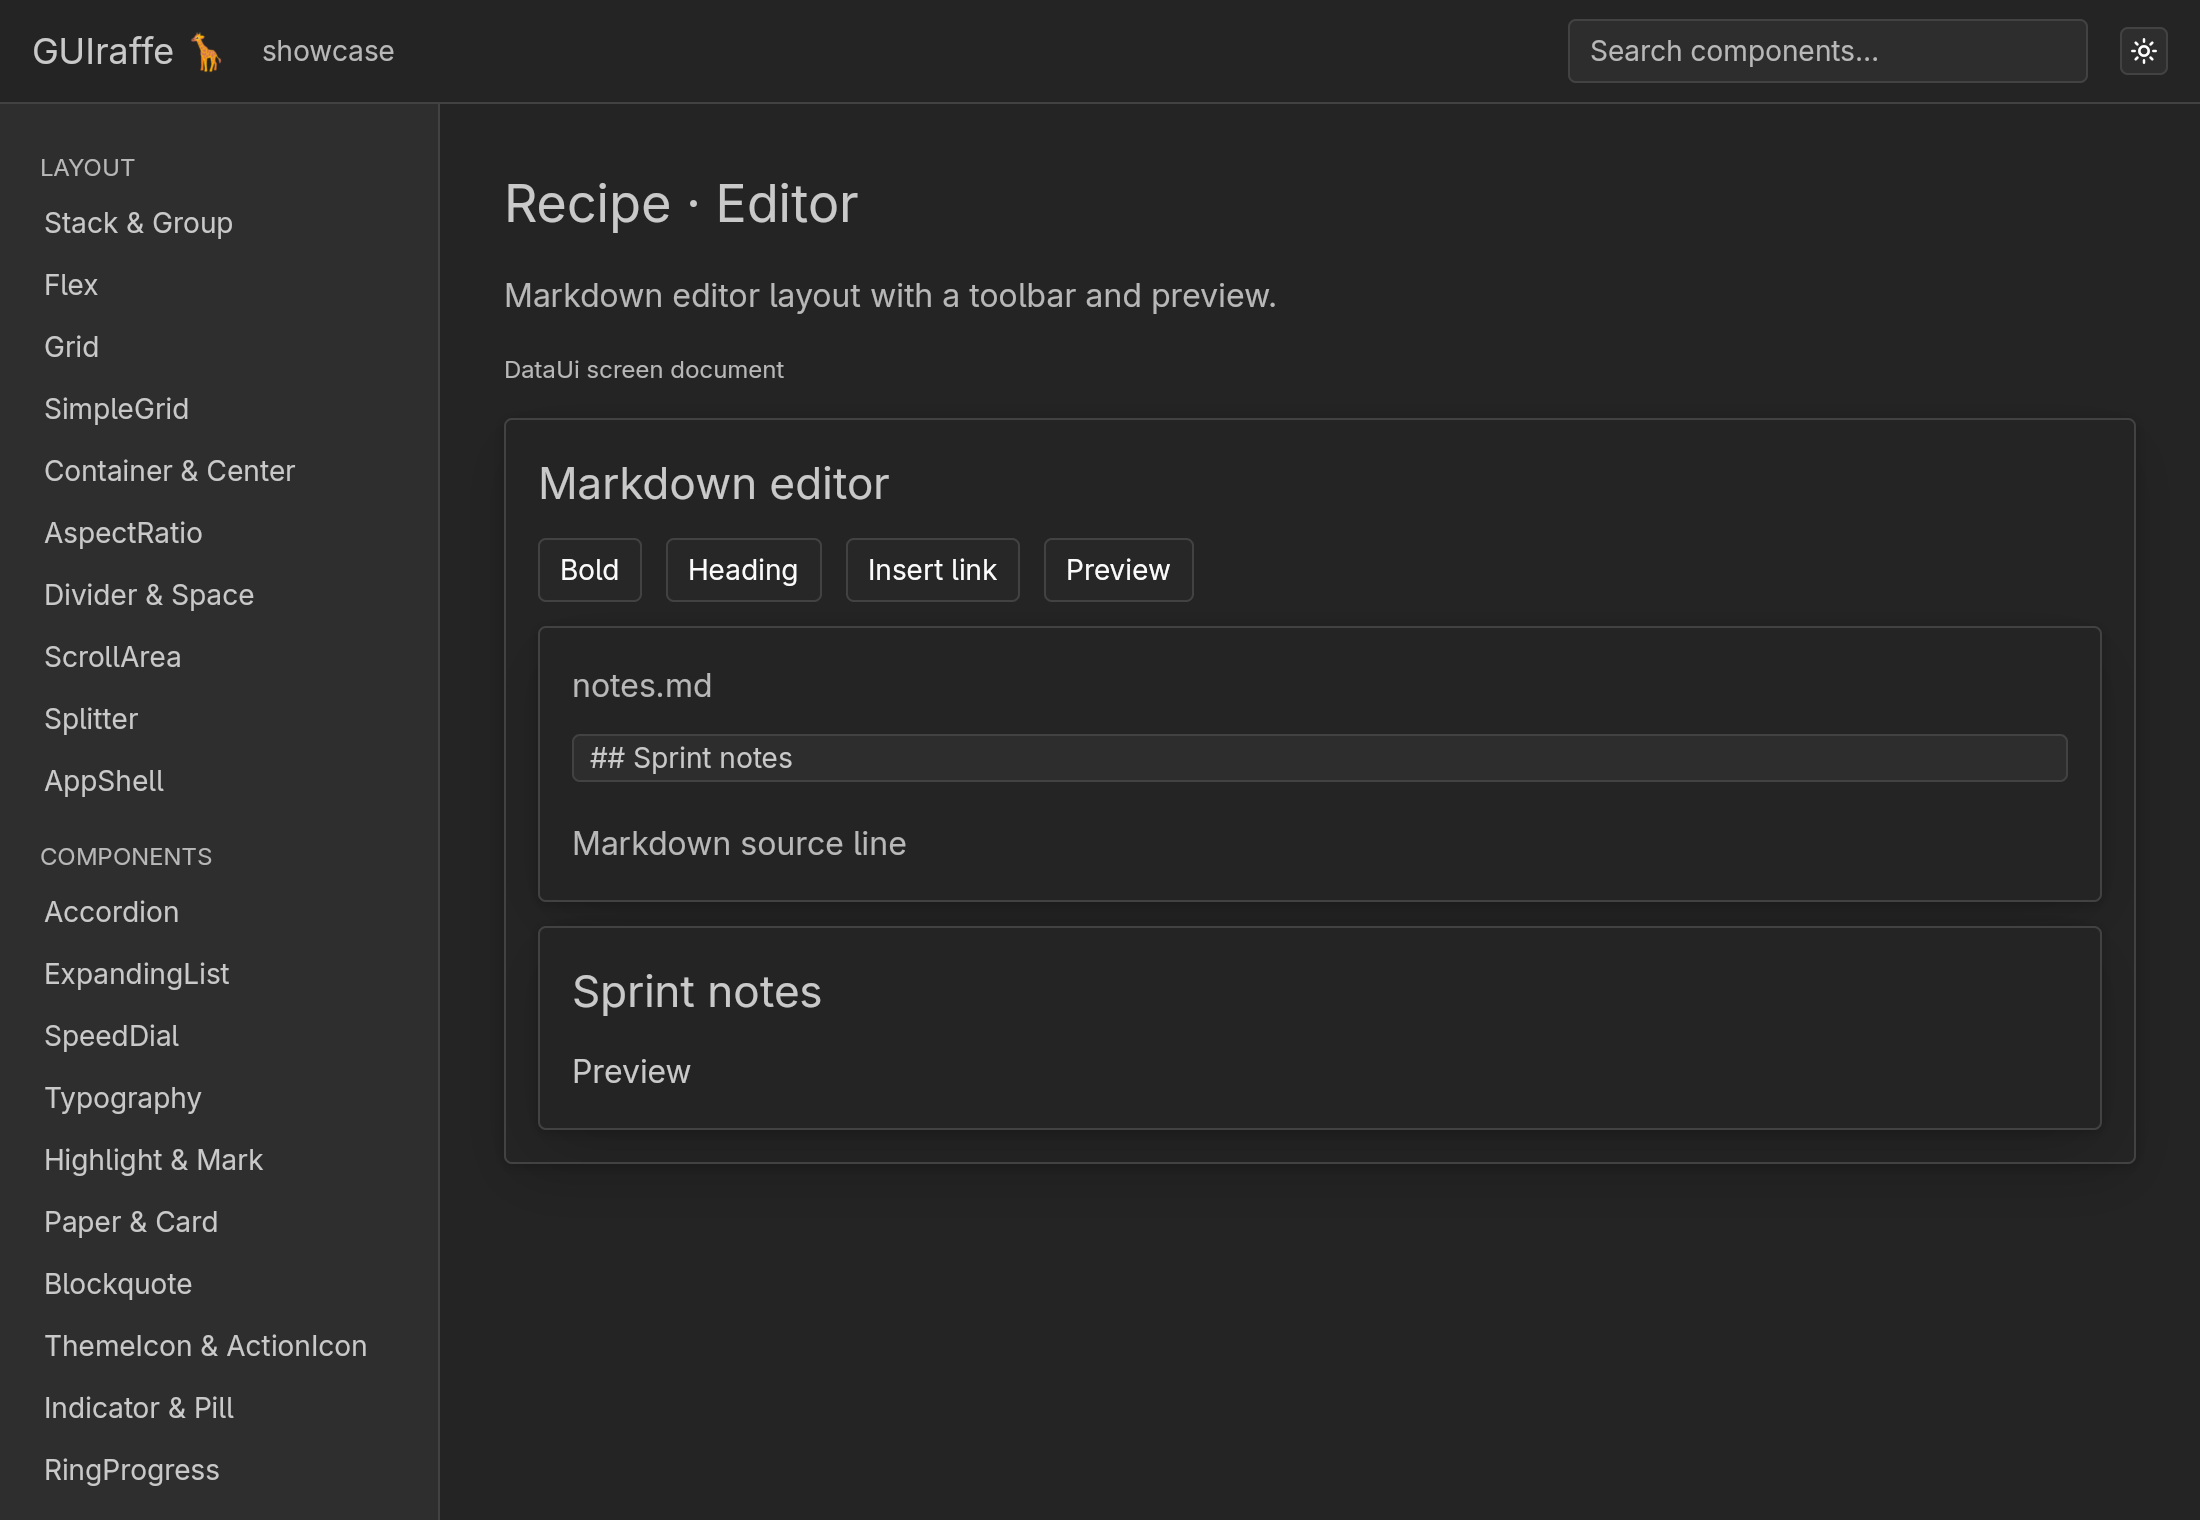 GUIraffe 🦒 showcase
Search components...
LAYOUT
Stack & Group
Flex
Grid
SimpleGrid
Container & Center
AspectRatio
Divider & Space
ScrollArea
Splitter
AppShell
COMPONENTS
Accordion
ExpandingList
SpeedDial
Typography
Highlight & Mark
Paper & Card
Blockquote
ThemeIcon & ActionIcon
Indicator & Pill
RingProgress
Recipe · Editor
Markdown editor layout with a toolbar and preview.
DataUi screen document
Markdown editor
Bold Heading Insert link Preview
notes.md
## Sprint notes
Markdown source line
Sprint notes
Preview